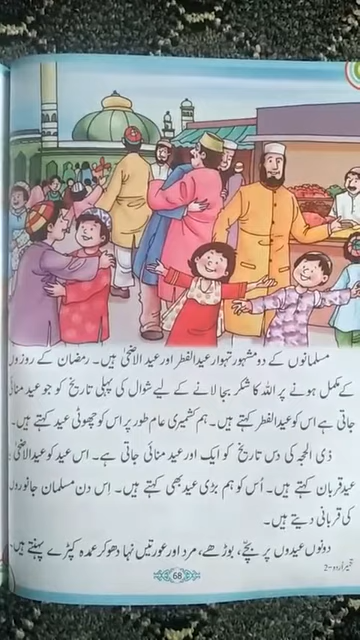 مسلمانوں کے دو مشہور تہوار عیدالفطر اور عید الاضحیٰ ہیں۔ رمضان کے روزوں
کے مکمل ہونے پر اللہ کا شکر بجا لانے کے لیے شوال کی پہلی تاریخ کو جو عید منائی
جاتی ہے اس کو عیدالفطر کہتے ہیں۔ ہم کشمیری عام طور پر اس کو چھوٹی عید کہتے ہیں۔
ذی الحجہ کی دس تاریخ کو ایک اور عید منائی جاتی ہے۔ اس عید کو عیدالاضحیٰ یا
عیدِ قربان کہتے ہیں۔ اُس کو ہم بڑی عید بھی کہتے ہیں۔ اِس دن مسلمان جانوروں
کی قربانی دیتے ہیں۔
دونوں عیدوں پر بچّے، بوڑھے، مرد اور عورتیں نہا دھو کر عمدہ کپڑے پہنتے ہیں۔
68
اُردو-2